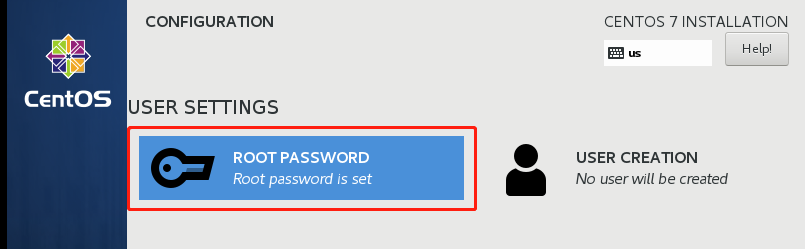 CONFIGURATION
CENTOS 7 INSTALLATION
us
Help!
CentOS
USER SETTINGS
ROOT PASSWORD
Root password is set
USER CREATION
No user will be created